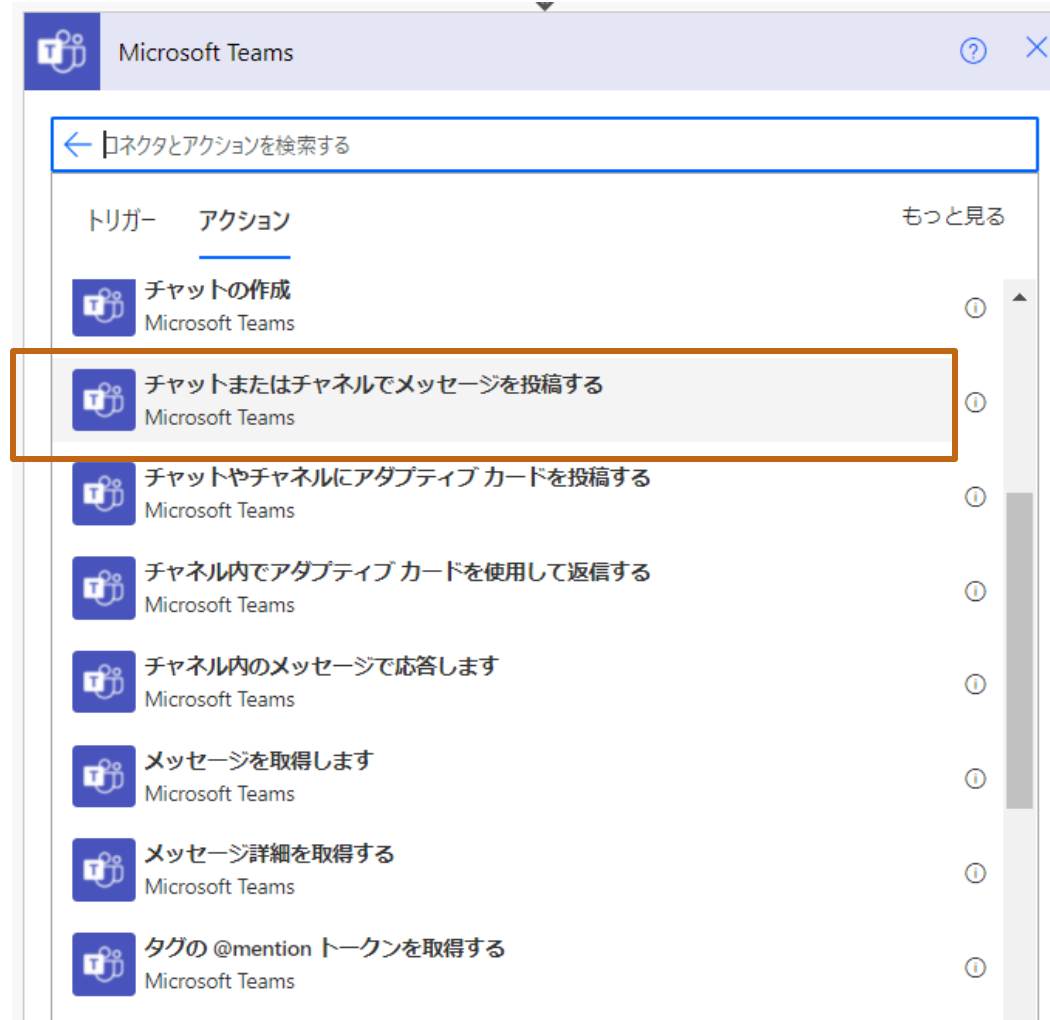 Microsoft Teams
コネクタとアクションを検索する
トリガー アクション もっと見る
チャットの作成
Microsoft Teams
チャットまたはチャネルでメッセージを投稿する
Microsoft Teams
チャットやチャネルにアダプティブ カードを投稿する
Microsoft Teams
チャネル内でアダプティブ カードを使用して返信する
Microsoft Teams
チャネル内のメッセージで応答します
Microsoft Teams
メッセージを取得します
Microsoft Teams
メッセージ詳細を取得する
Microsoft Teams
タグの @mention トークンを取得する
Microsoft Teams